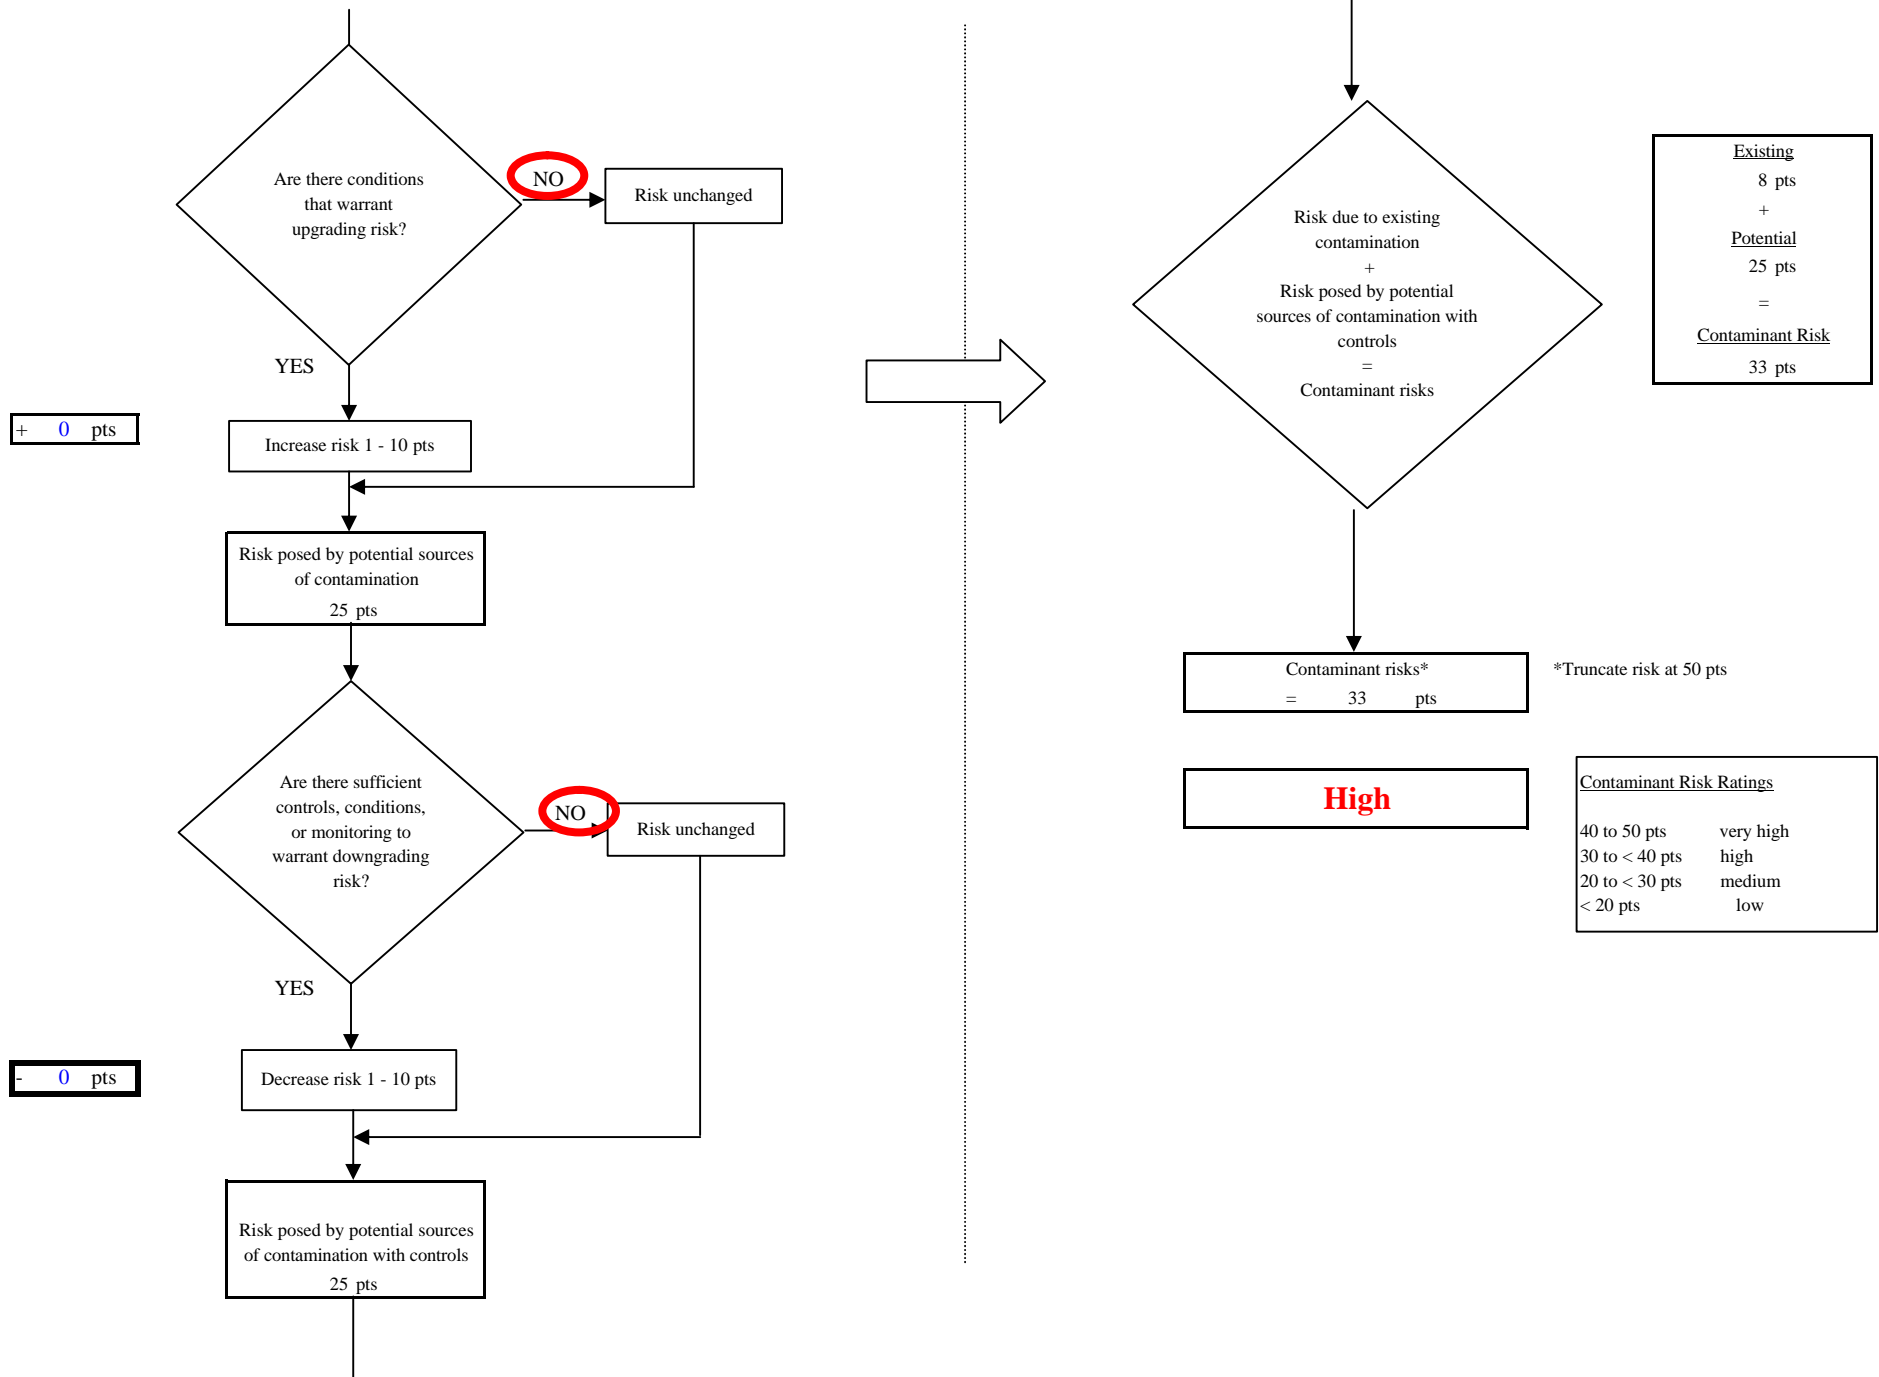 Are there conditions
that warrant
upgrading risk?
NO
Risk unchanged
YES
+ 0 pts
Increase risk 1 - 10 pts
Risk posed by potential sources
of contamination
25 pts
Are there sufficient
controls, conditions,
or monitoring to
warrant downgrading
risk?
NO
Risk unchanged
YES
- 0 pts
Decrease risk 1 - 10 pts
Risk posed by potential sources
of contamination with controls
25 pts
Risk due to existing
contamination
+
Risk posed by potential
sources of contamination with
controls
=
Contaminant risks
Existing
8 pts
+
Potential
25 pts
=
Contaminant Risk
33 pts
Contaminant risks*
= 33 pts
*Truncate risk at 50 pts
High
Contaminant Risk Ratings
40 to 50 pts very high
30 to < 40 pts high
20 to < 30 pts medium
< 20 pts low